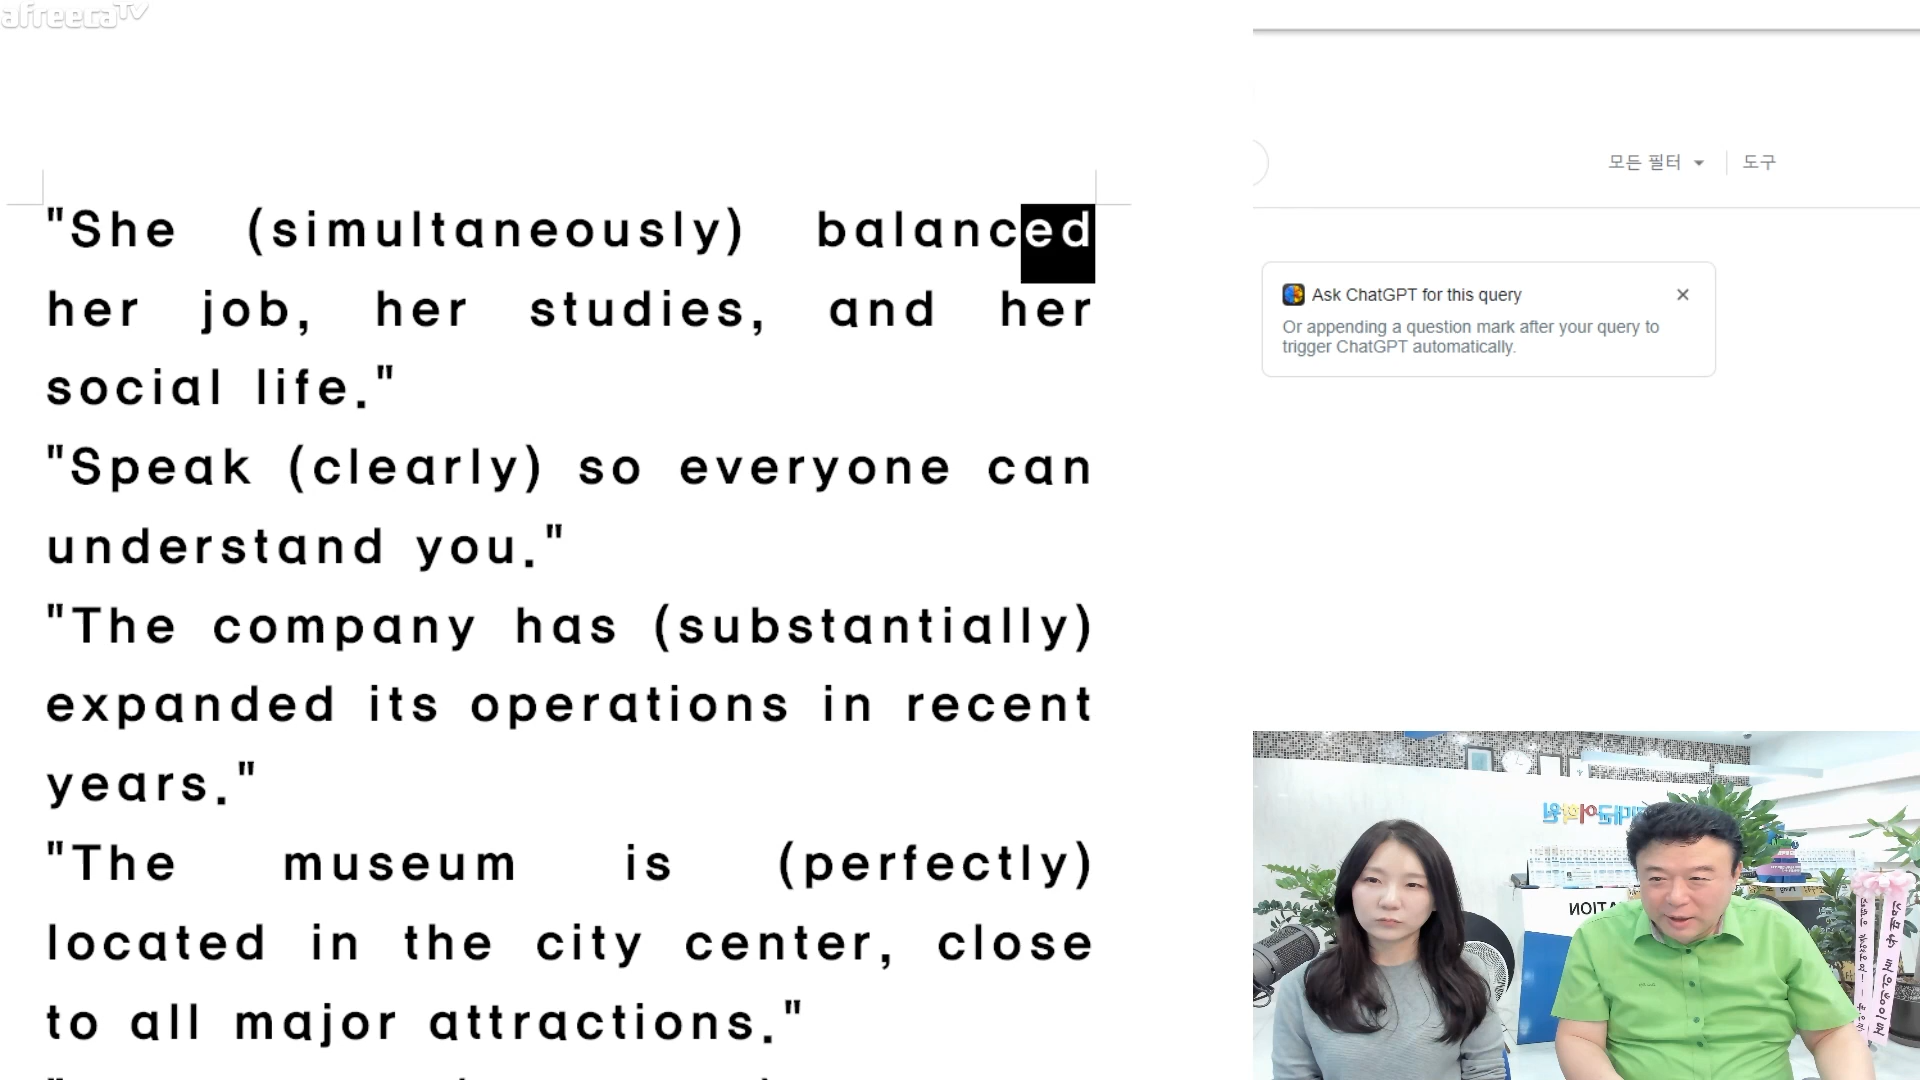 afreecaTV
"She (simultaneously) balanced
her job, her studies, and her
social life."
"Speak (clearly) so everyone can
understand you."
"The company has (substantially)
expanded its operations in recent
years."
"The museum is (perfectly)
located in the city center, close
to all major attractions."
모든 필터
도구
Ask ChatGPT for this query
Or appending a question mark after your query to
trigger ChatGPT automatically.